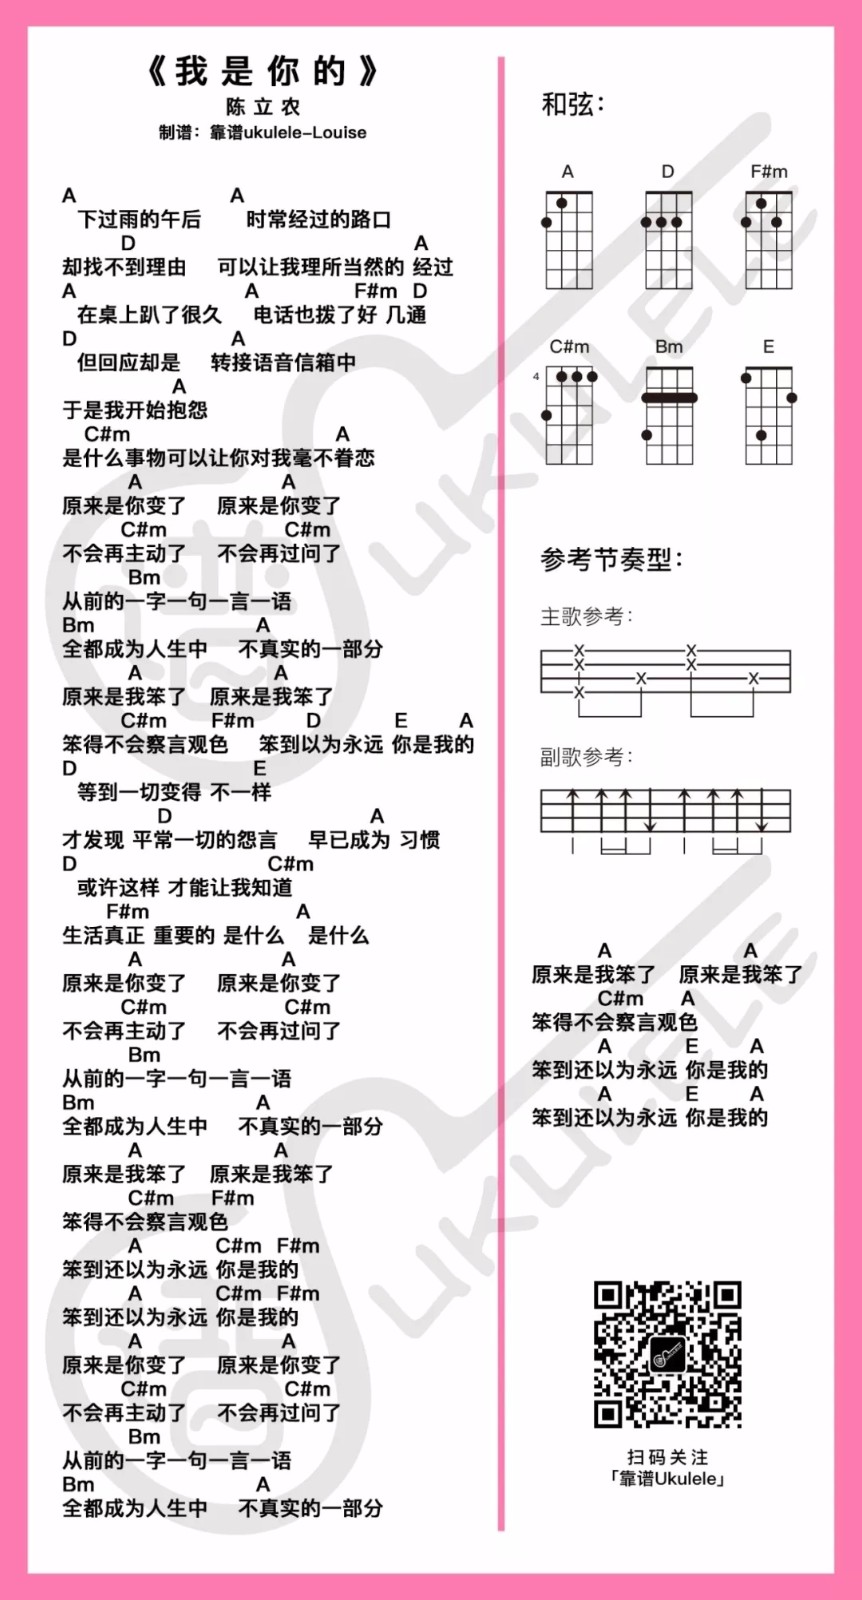 《我是你的》
陈立农
制谱：靠谱ukulele-Louise
A A
下过雨的午后 时常经过的路口
D A
却找不到理由 可以让我理所当然的 经过
A A F#m D
在桌上趴了很久 电话也拨了好 几通
D A
但回应却是 转接语音信箱中
A
于是我开始抱怨
C#m A
是什么事物可以让你对我毫不眷恋
A A
原来是你变了 原来是你变了
C#m C#m
不会再主动了 不会再过问了
Bm
从前的一字一句一言一语
Bm A
全都成为人生中 不真实的一部分
A A
原来是我笨了 原来是我笨了
C#m F#m D E A
笨得不会察言观色 笨到以为永远 你是我的
D E
等到一切变得 不一样
D A
才发现 平常一切的怨言 早已成为 习惯
D C#m
或许这样 才能让我知道
F#m A
生活真正 重要的 是什么 是什么
A A
原来是你变了 原来是你变了
C#m C#m
不会再主动了 不会再过问了
Bm
从前的一字一句一言一语
Bm A
全都成为人生中 不真实的一部分
A A
原来是我笨了 原来是我笨了
C#m F#m
笨得不会察言观色
A C#m F#m
笨到还以为永远 你是我的
A C#m F#m
笨到还以为永远 你是我的
A A
原来是你变了 原来是你变了
C#m C#m
不会再主动了 不会再过问了
Bm
从前的一字一句一言一语
Bm A
全都成为人生中 不真实的一部分
和弦：
A D F#m
C#m Bm E
4
参考节奏型：
主歌参考：
X X
X X
X X
X
副歌参考：
A A
原来是我笨了 原来是我笨了
C#m A
笨得不会察言观色
A E A
笨到还以为永远 你是我的
A E A
笨到还以为永远 你是我的
扫码关注
「靠谱Ukulele」
谱 UKULELE
谱 UKULELE